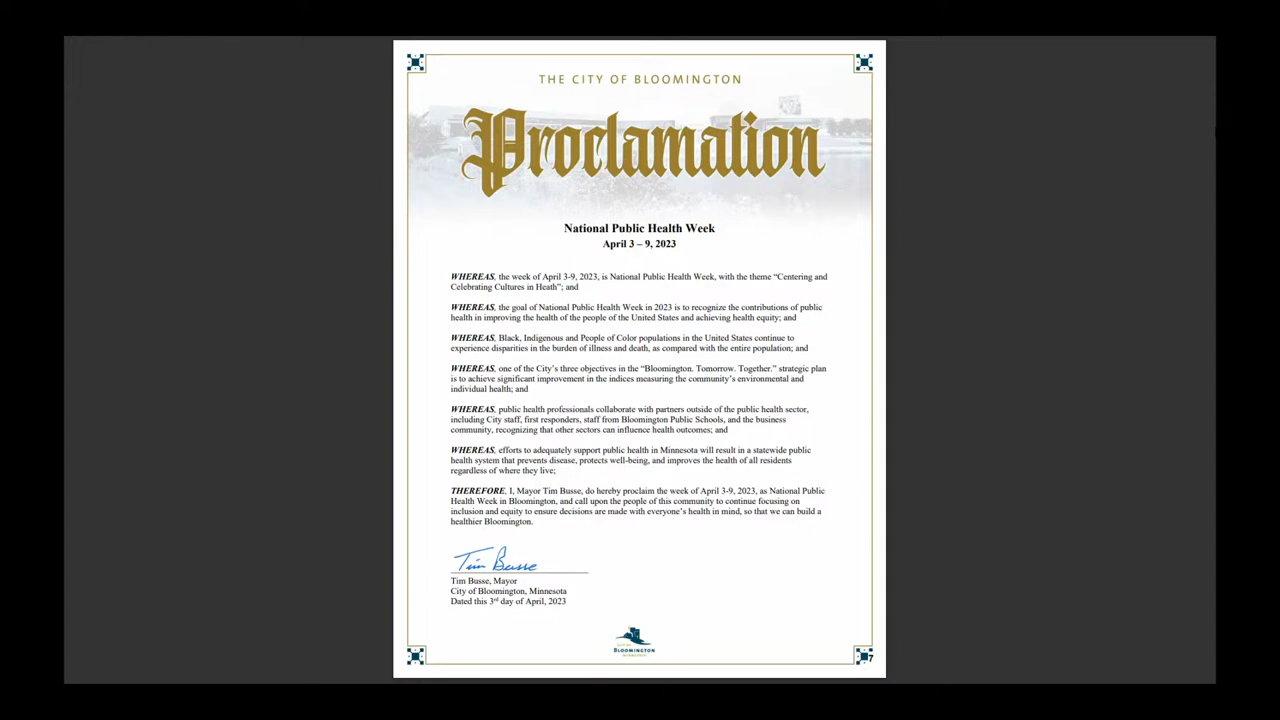 THE CITY OF BLOOMINGTON
Proclamation
National Public Health Week
April 3 – 9, 2023
WHEREAS, the week of April 3-9, 2023, is National Public Health Week, with the theme “Centering and
Celebrating Cultures in Heath”; and
WHEREAS, the goal of National Public Health Week in 2023 is to recognize the contributions of public
health in improving the health of the people of the United States and achieving health equity; and
WHEREAS, Black, Indigenous and People of Color populations in the United States continue to
experience disparities in the burden of illness and death, as compared with the entire population; and
WHEREAS, one of the City’s three objectives in the “Bloomington. Tomorrow. Together.” strategic plan
is to achieve significant improvement in the indices measuring the community’s environmental and
individual health; and
WHEREAS, public health professionals collaborate with partners outside of the public health sector,
including City staff, first responders, staff from Bloomington Public Schools, and the business
community, recognizing that other sectors can influence health outcomes; and
WHEREAS, efforts to adequately support public health in Minnesota will result in a statewide public
health system that prevents disease, protects well-being, and improves the health of all residents
regardless of where they live;
THEREFORE, I, Mayor Tim Busse, do hereby proclaim the week of April 3-9, 2023, as National Public
Health Week in Bloomington, and call upon the people of this community to continue focusing on
inclusion and equity to ensure decisions are made with everyone’s health in mind, so that we can build a
healthier Bloomington.
Tim Busse
Tim Busse, Mayor
City of Bloomington, Minnesota
Dated this 3rd day of April, 2023
CITY OF
BLOOMINGTON
MINNESOTA
7